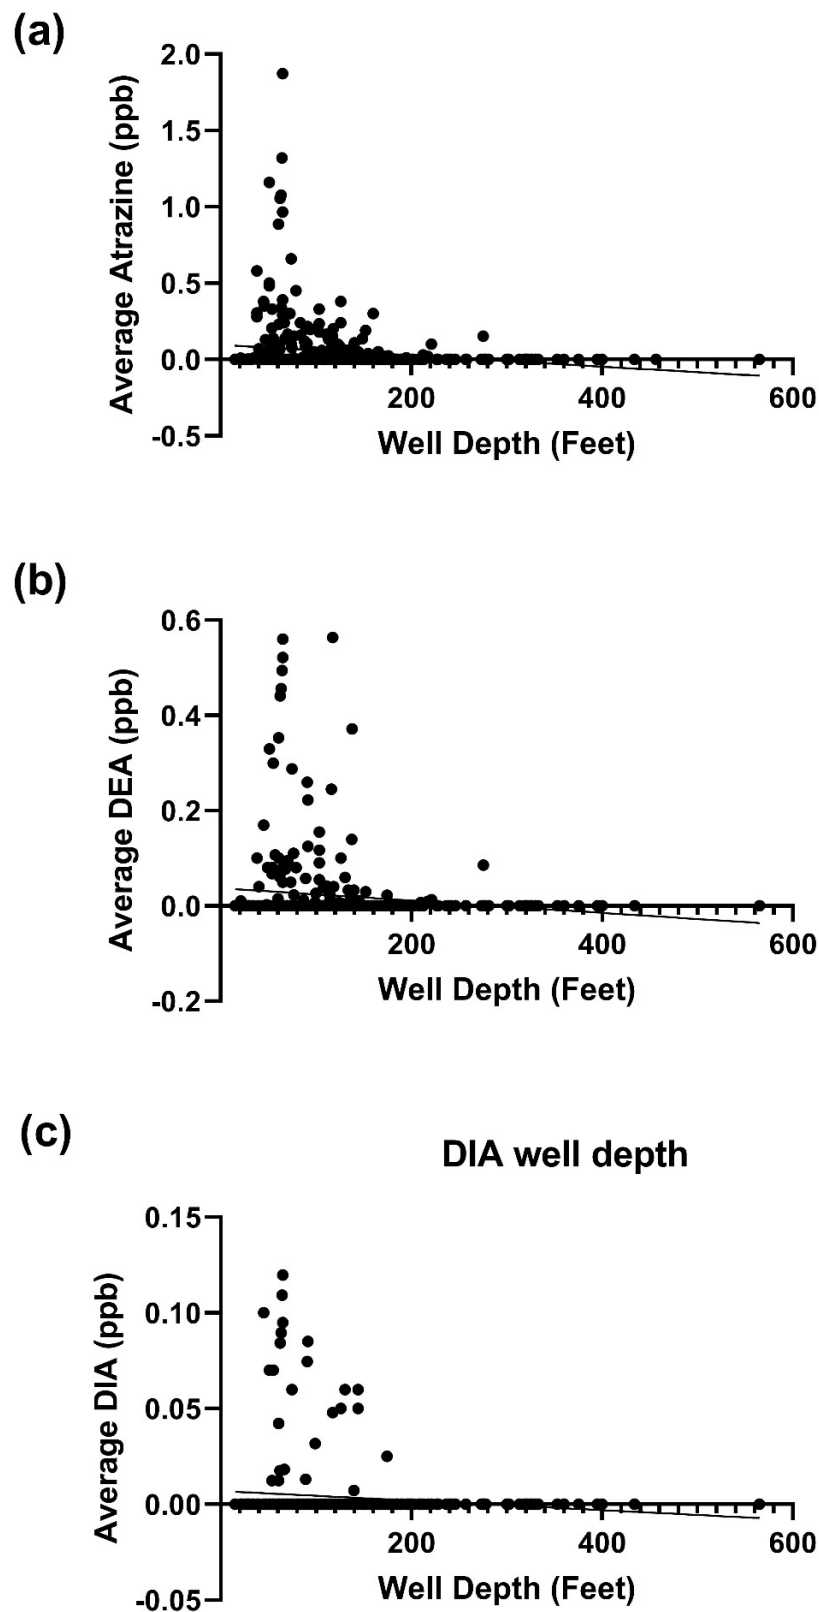 (a)
Average Atrazine (ppb)
2.0
1.5
1.0
0.5
0.0
-0.5
200
400
600
Well Depth (Feet)
(b)
Average DEA (ppb)
0.6
0.4
0.2
0.0
-0.2
200
400
600
Well Depth (Feet)
(c)
DIA well depth
Average DIA (ppb)
0.15
0.10
0.05
0.00
-0.05
200
400
600
Well Depth (Feet)